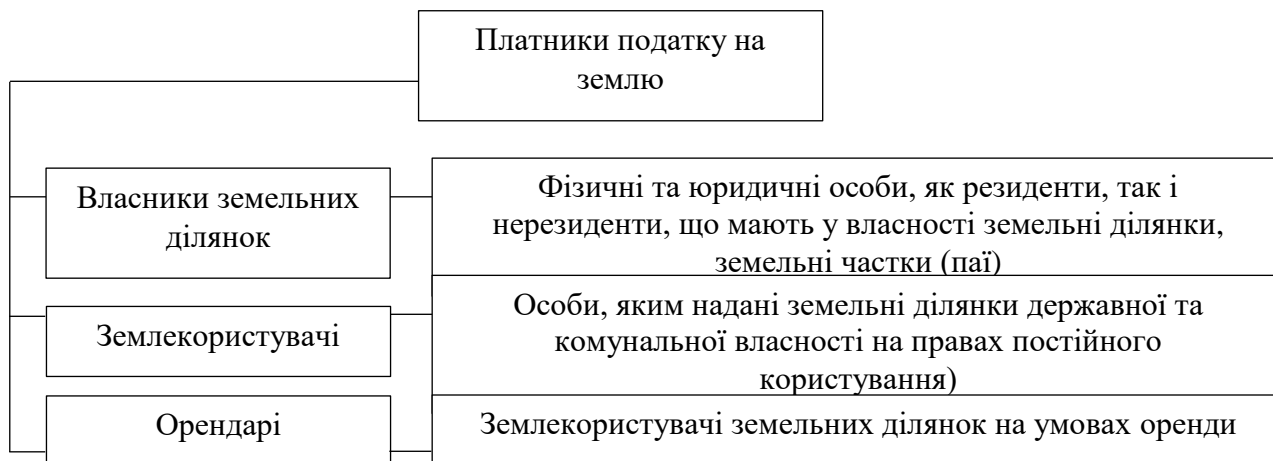 Платники податку на
землю
Власники земельних
ділянок
Фізичні та юридичні особи, як резиденти, так і
нерезиденти, що мають у власності земельні ділянки,
земельні частки (паї)
Землекористувачі
Особи, яким надані земельні ділянки державної та
комунальної власності на правах постійного
користування)
Орендарі
Землекористувачі земельних ділянок на умовах оренди